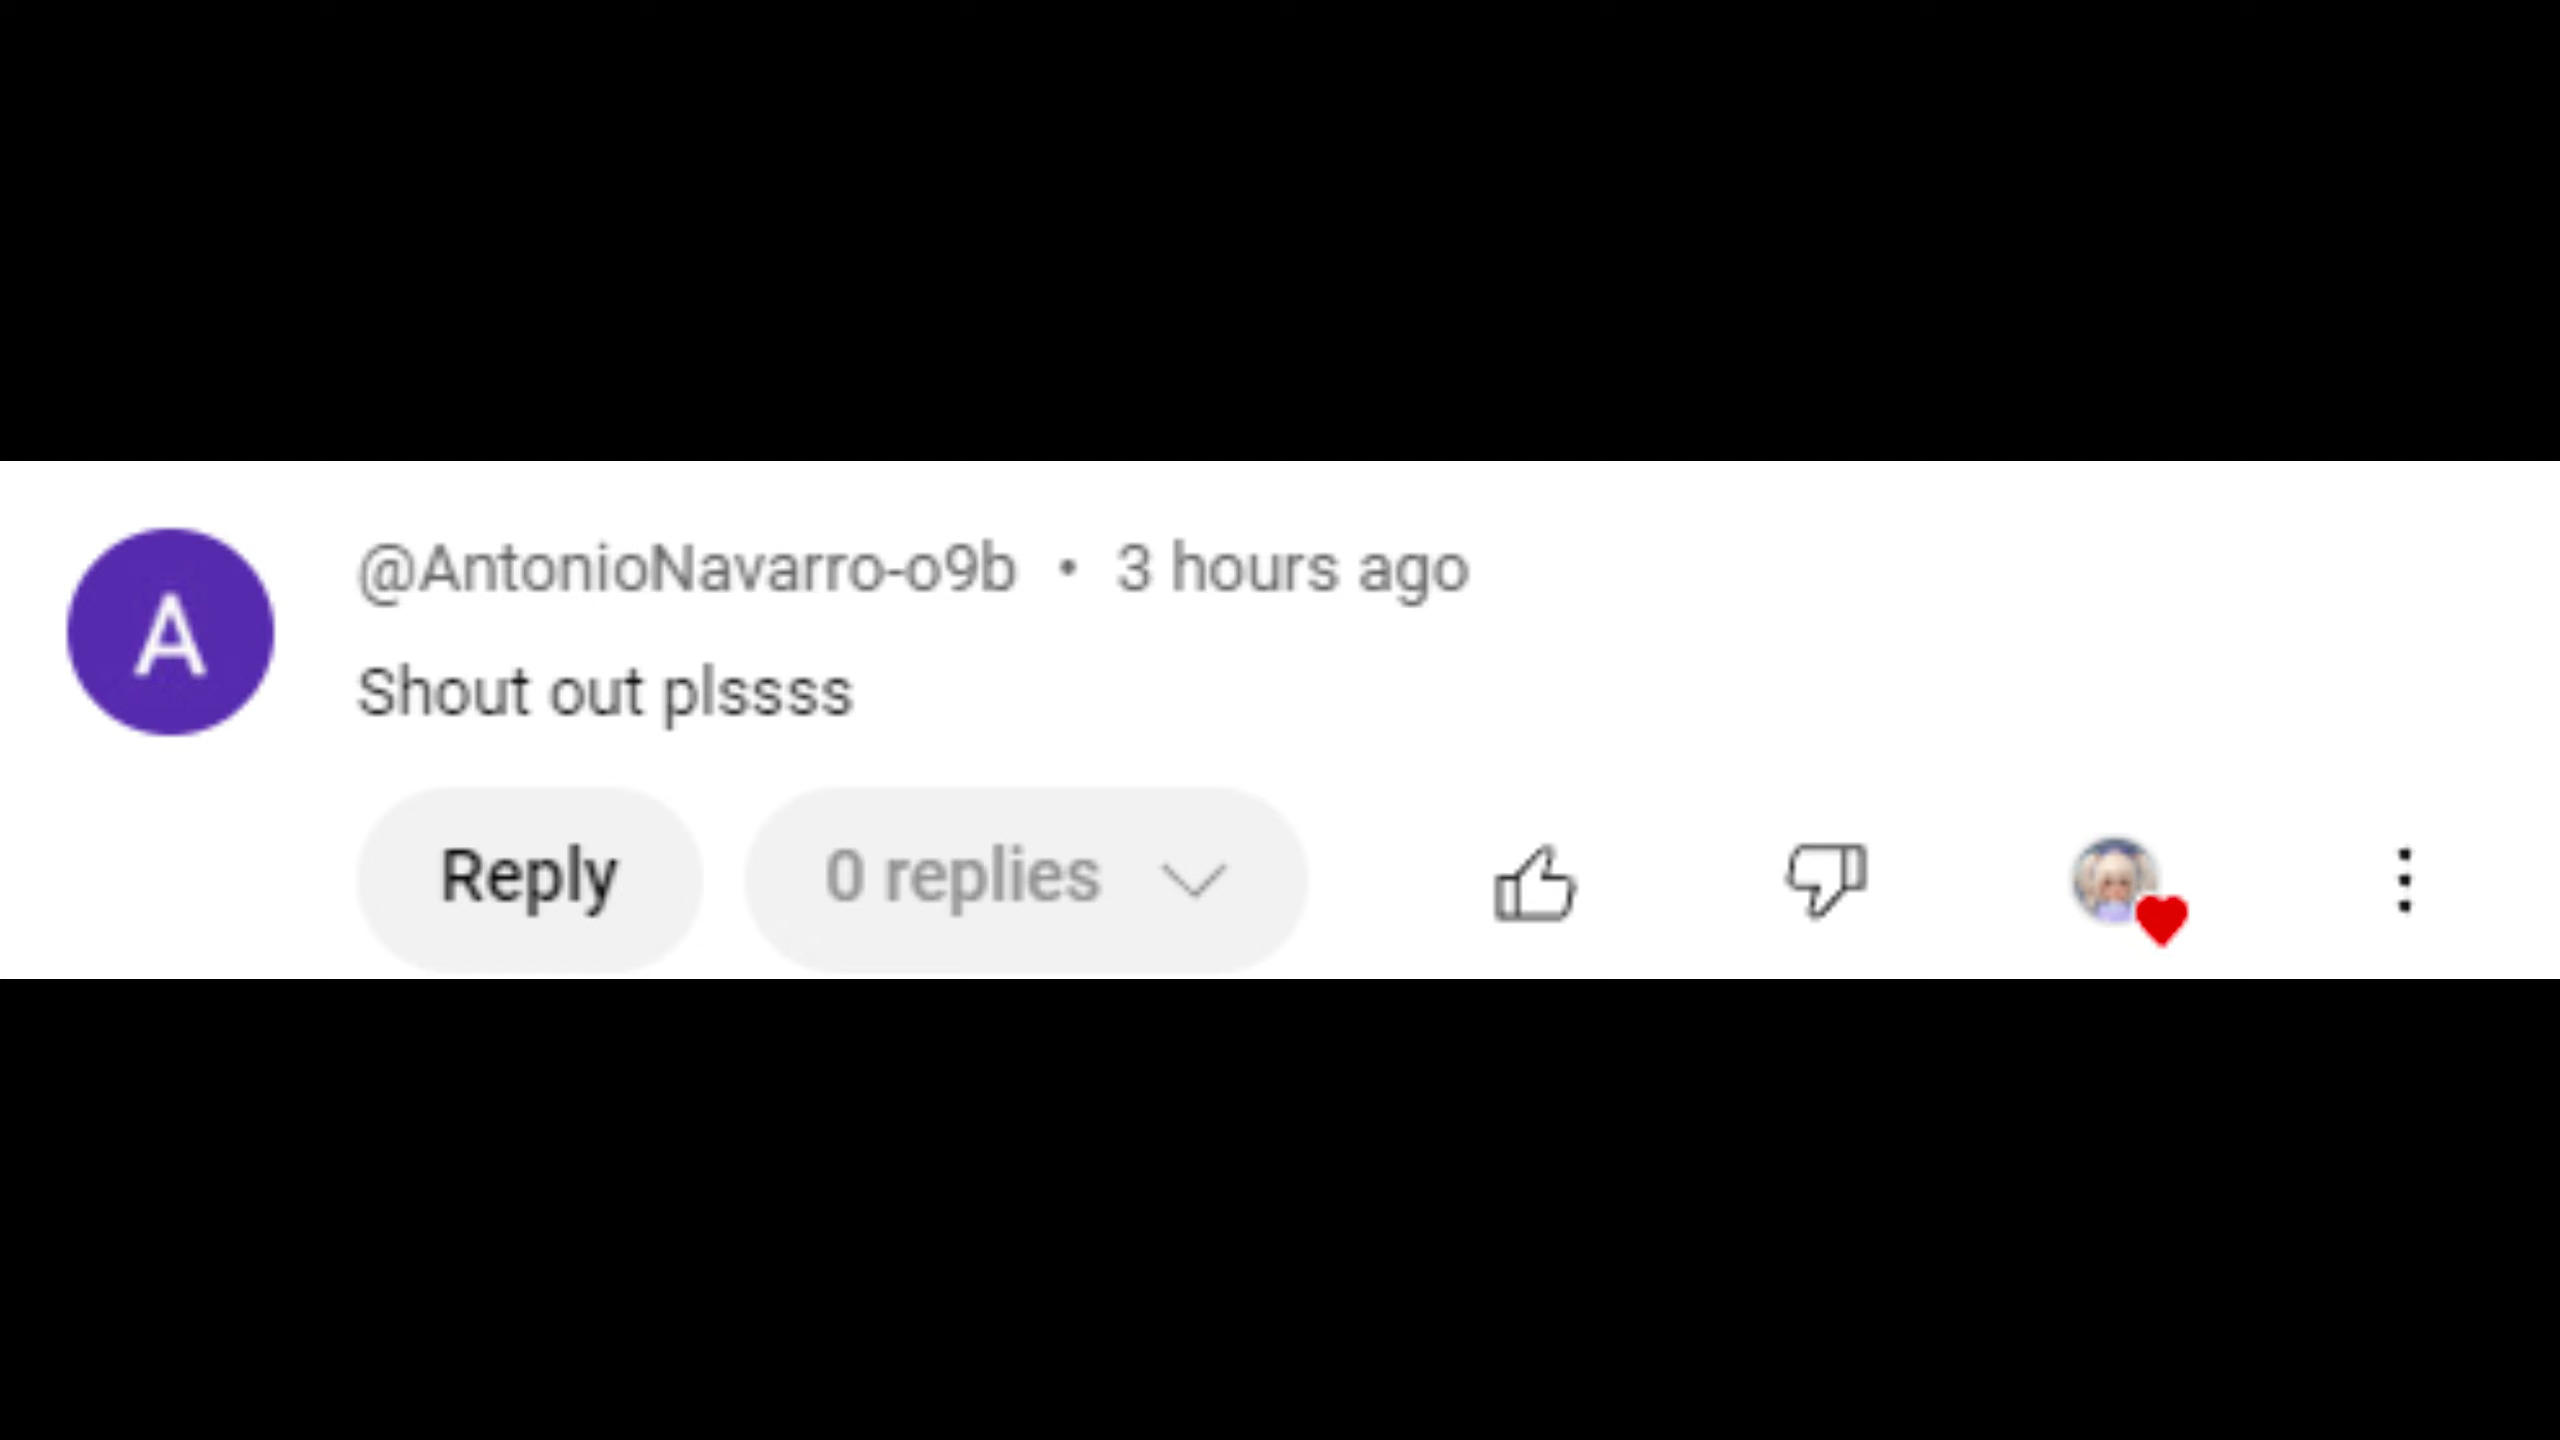 A
@AntonioNavarro-o9b • 3 hours ago
Shout out plssss
Reply 0 replies